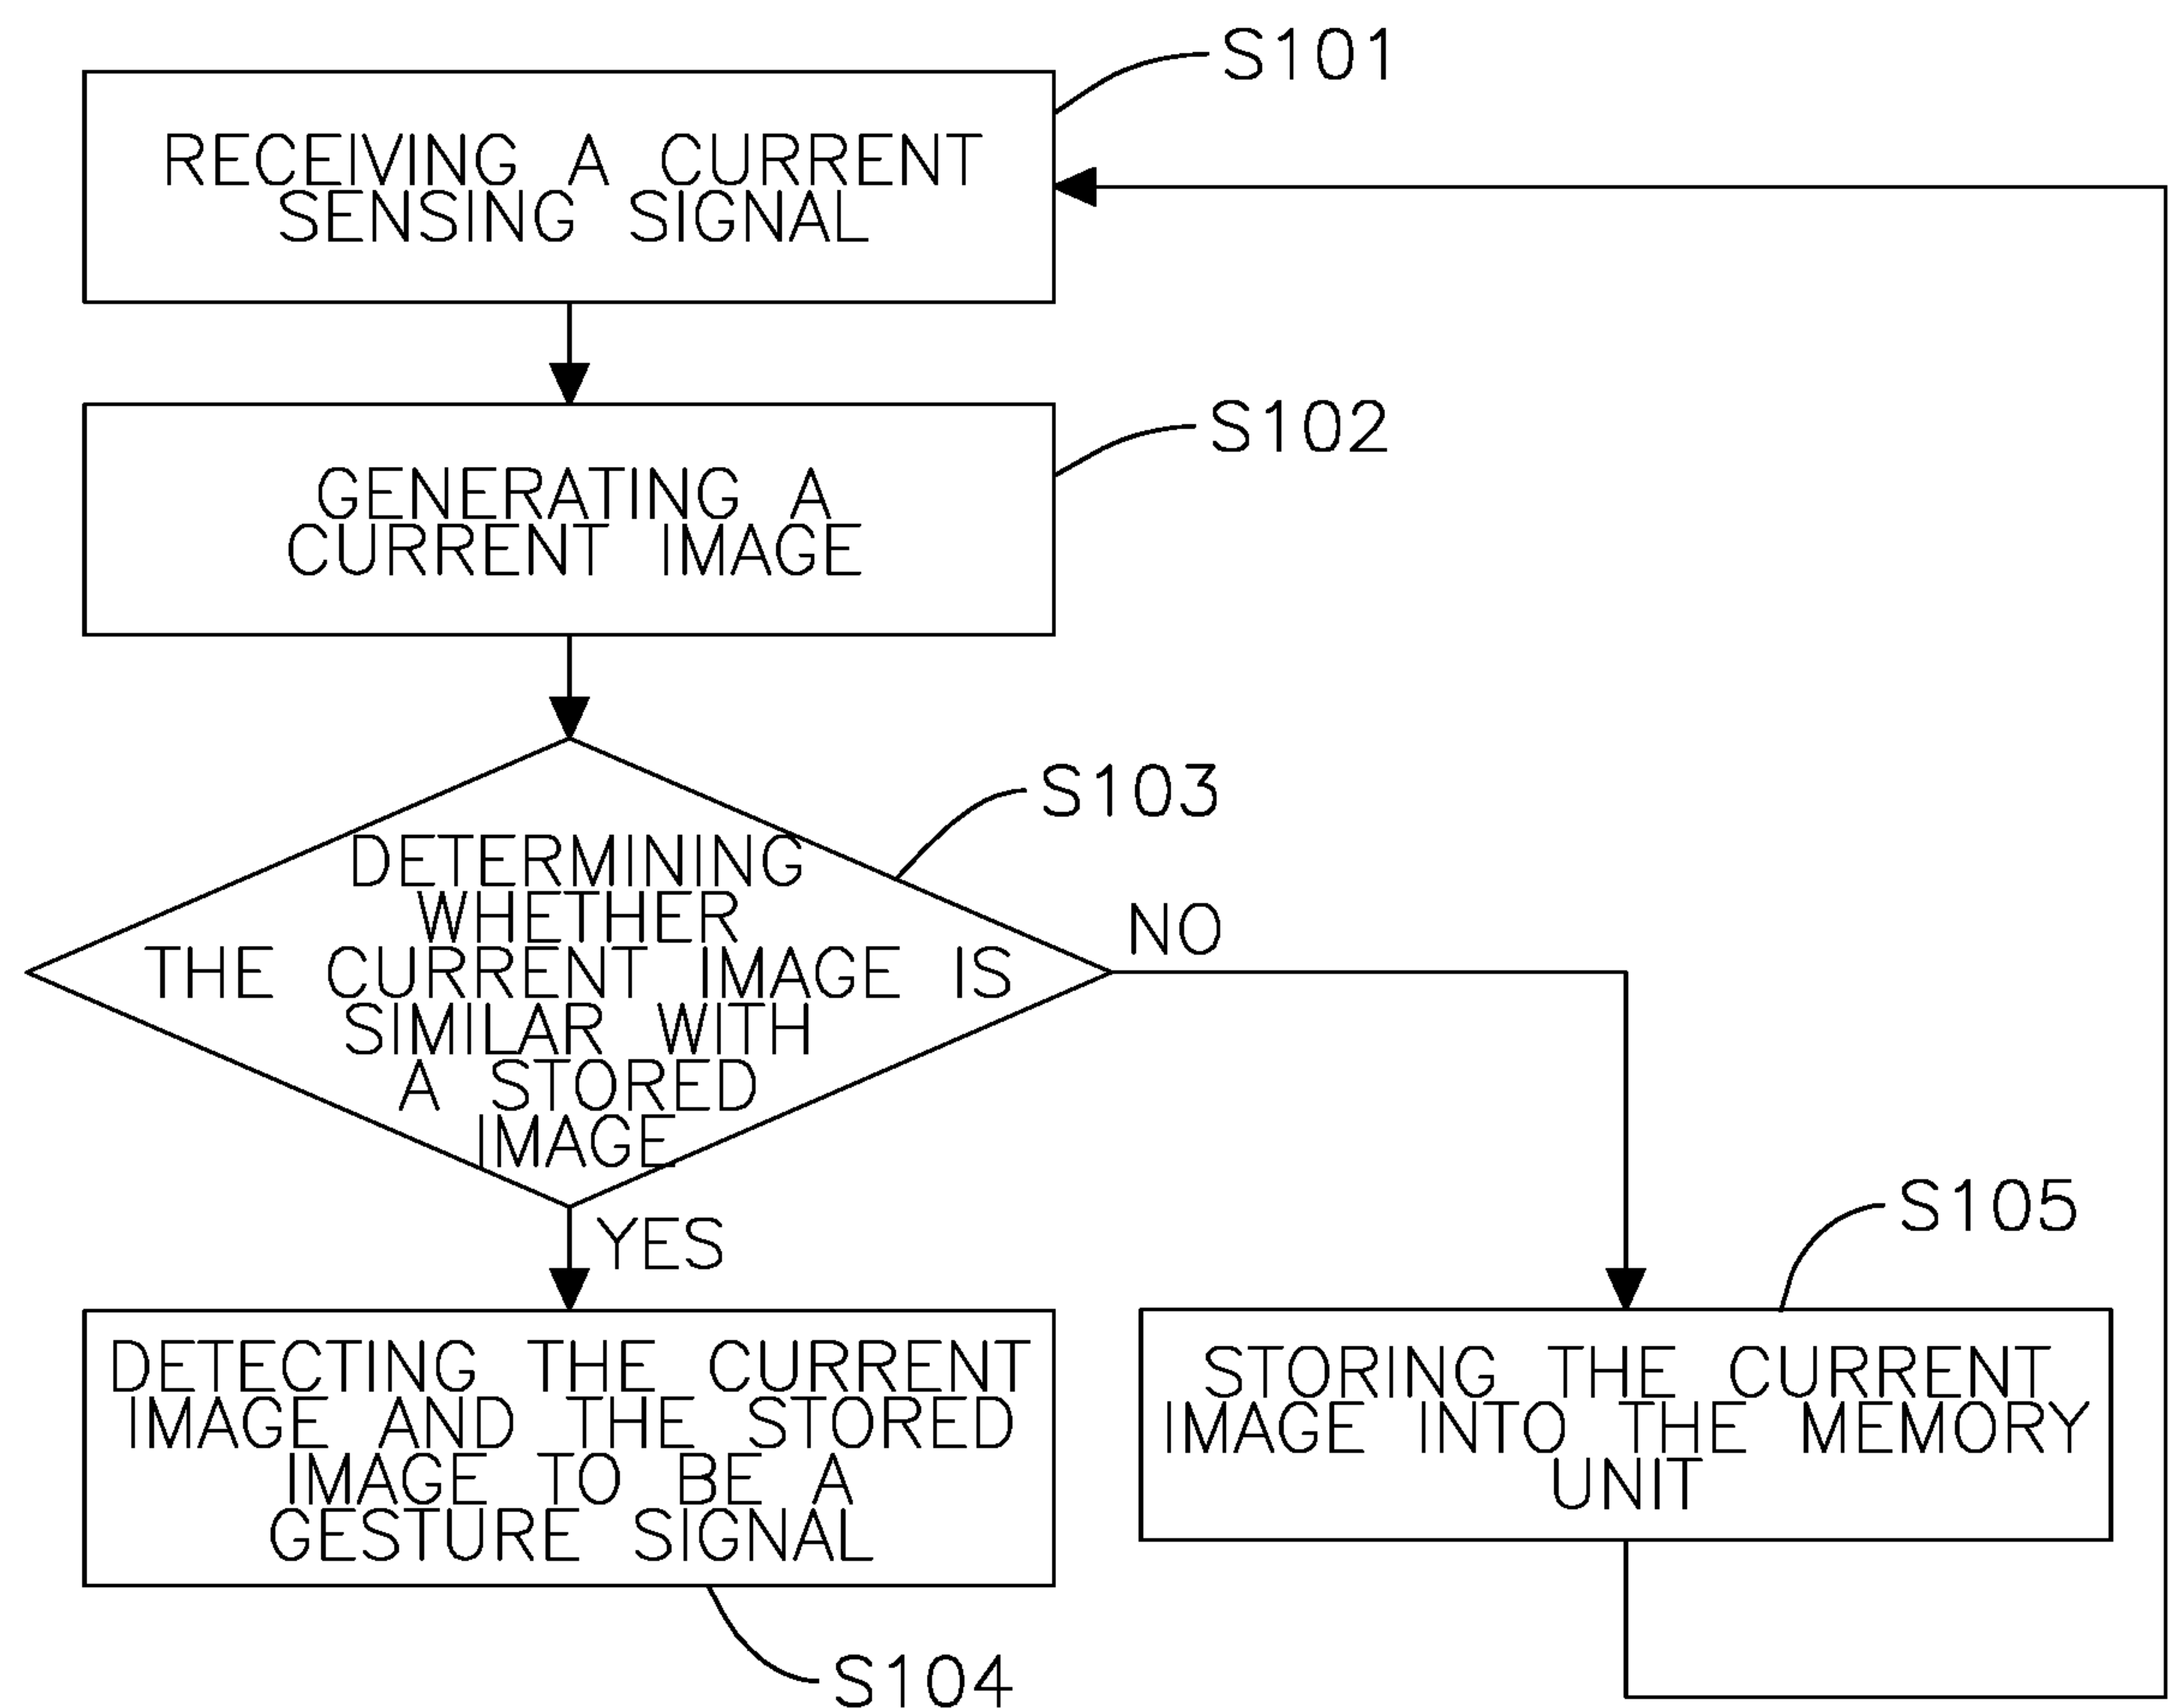 S101
RECEIVING A CURRENT
SENSING SIGNAL
S102
GENERATING A
CURRENT IMAGE
S103
DETERMINING
WHETHER
THE CURRENT IMAGE IS
SIMILAR WITH
A STORED
IMAGE
NO
YES
S105
DETECTING THE CURRENT
IMAGE AND THE STORED
IMAGE TO BE A
GESTURE SIGNAL
STORING THE CURRENT
IMAGE INTO THE MEMORY
UNIT
S104